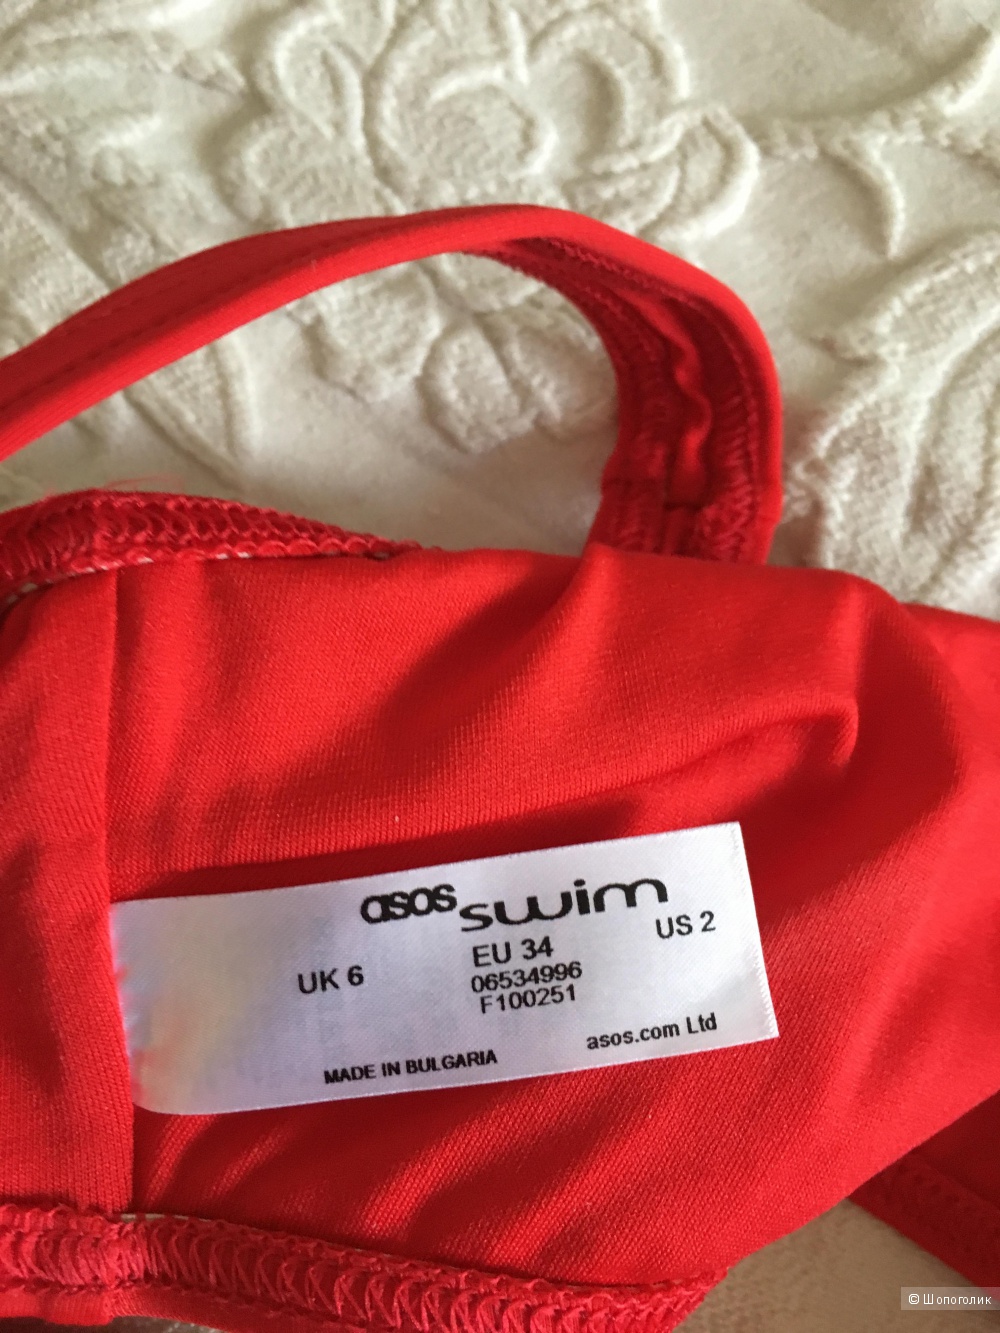 asos swim
UK 6
EU 34
US 2
06534996
F100251
MADE IN BULGARIA
asos.com Ltd
© Шопоголик